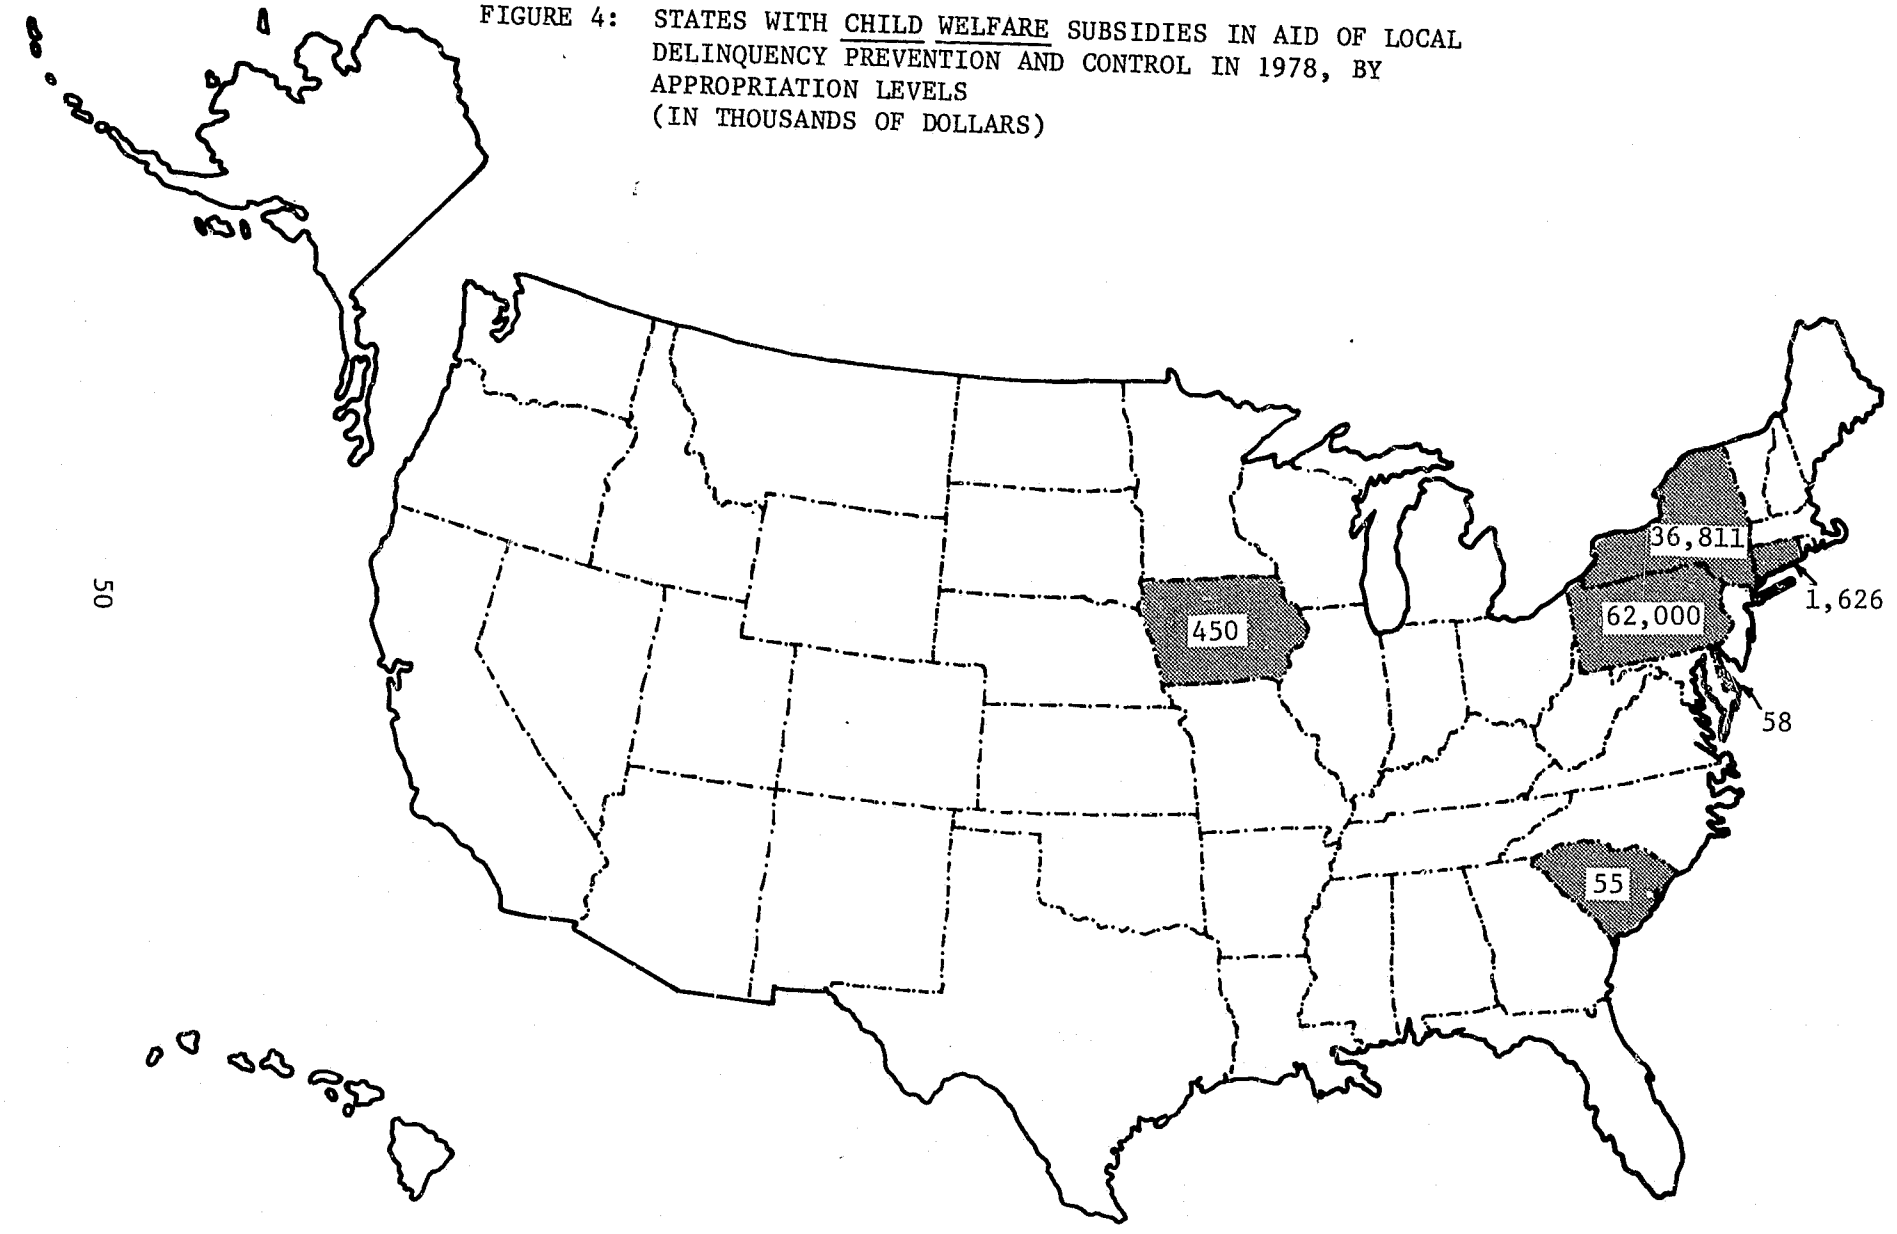 FIGURE 4: STATES WITH CHILD WELFARE SUBSIDIES IN AID OF LOCAL
DELINQUENCY PREVENTION AND CONTROL IN 1978, BY
APPROPRIATION LEVELS
(IN THOUSANDS OF DOLLARS)
36,811
1,626
62,000
450
58
55
50